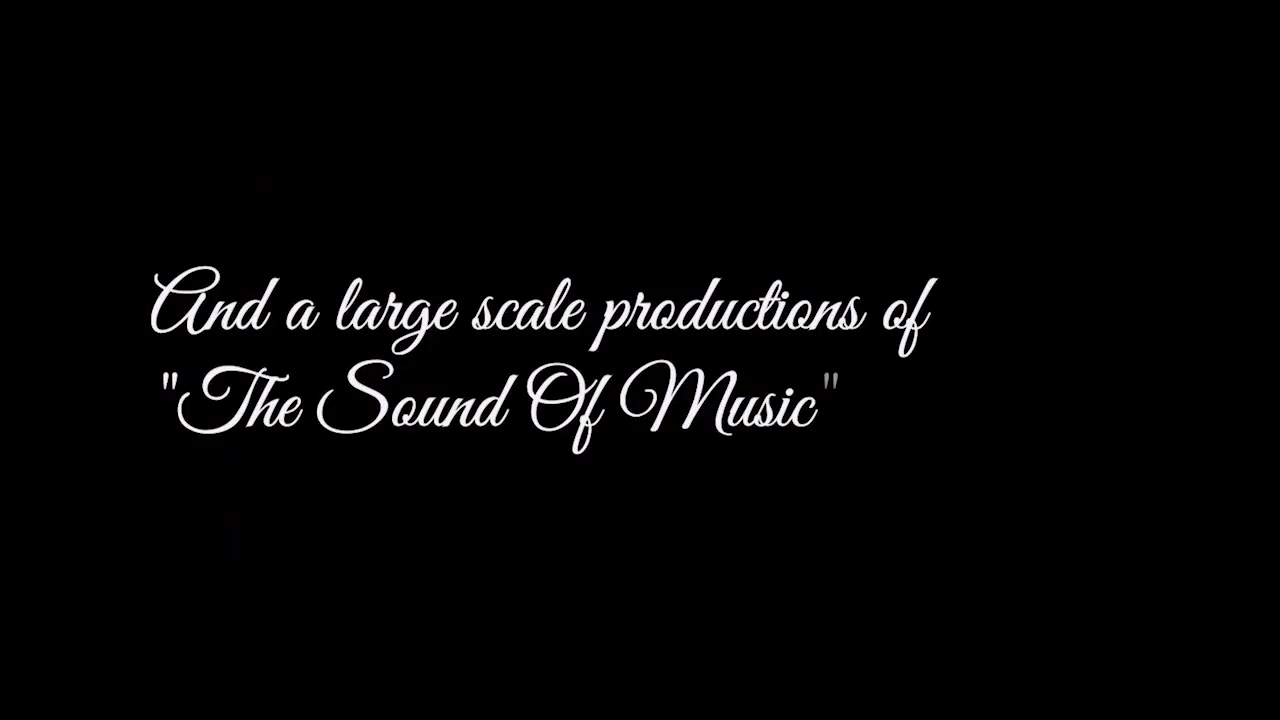 And a large scale productions of
"The Sound Of Music"